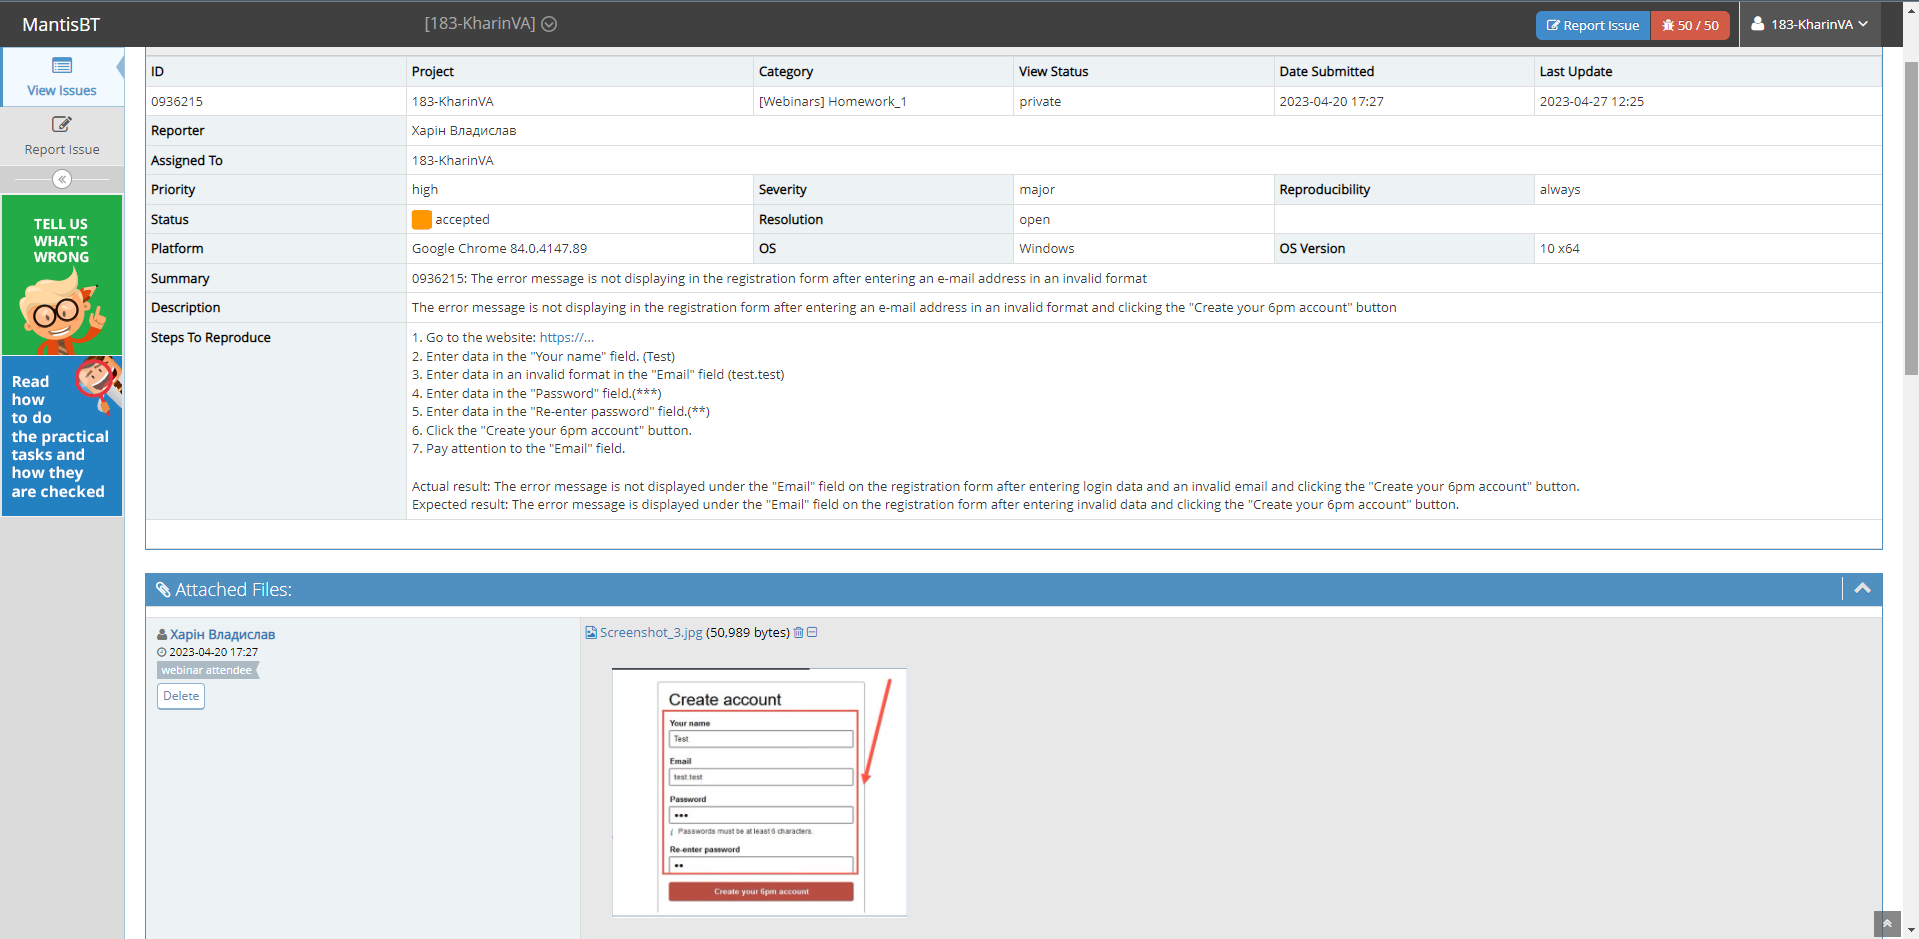 MantisBT
[183-KharinVA]
Report Issue
50 / 50
183-KharinVA
View Issues
Report Issue
TELL US
WHAT'S
WRONG
Read
how
to do
the practical
tasks and
how they
are checked
ID Project Category View Status Date Submitted Last Update
0936215 183-KharinVA [Webinars] Homework_1 private 2023-04-20 17:27 2023-04-27 12:25
Reporter Харін Владислав
Assigned To 183-KharinVA
Priority high Severity major Reproducibility always
Status accepted Resolution open
Platform Google Chrome 84.0.4147.89 OS Windows OS Version 10 x64
Summary 0936215: The error message is not displaying in the registration form after entering an e-mail address in an invalid format
Description The error message is not displaying in the registration form after entering an e-mail address in an invalid format and clicking the "Create your 6pm account" button
Steps To Reproduce 1. Go to the website: https://...
2. Enter data in the "Your name" field. (Test)
3. Enter data in an invalid format in the "Email" field (test.test)
4. Enter data in the "Password" field.(***)
5. Enter data in the "Re-enter password" field.(**)
6. Click the "Create your 6pm account" button.
7. Pay attention to the "Email" field.
Actual result: The error message is not displayed under the "Email" field on the registration form after entering login data and an invalid email and clicking the "Create your 6pm account" button.
Expected result: The error message is displayed under the "Email" field on the registration form after entering invalid data and clicking the "Create your 6pm account" button.
Attached Files:
Харін Владислав
2023-04-20 17:27
webinar attendee
Delete
Screenshot_3.jpg (50,989 bytes)
Create account
Your name
Test
Email
test.test
Password
•••
i Passwords must be at least 6 characters.
Re-enter password
••
Create your 6pm account